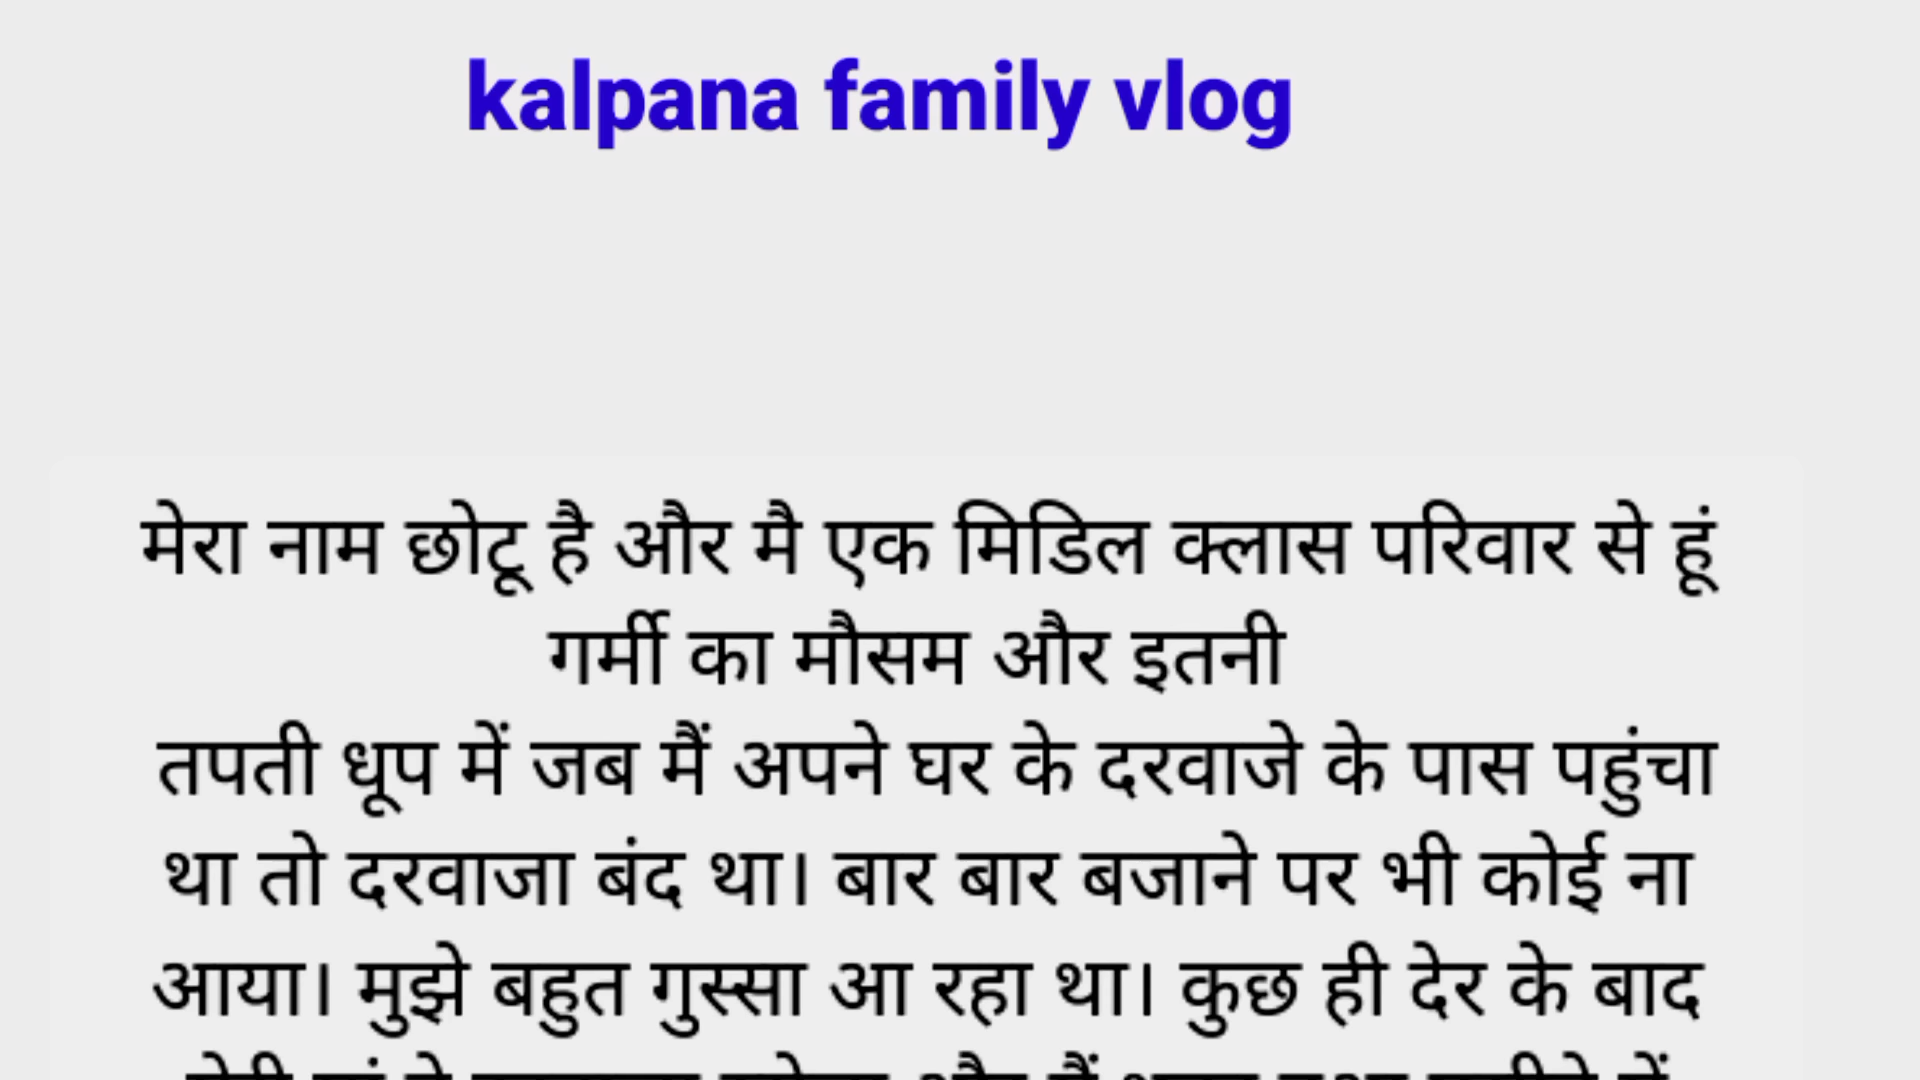 kalpana family vlog
मेरा नाम छोटू है और मै एक मिडिल क्लास परिवार से हूं
गर्मी का मौसम और इतनी
तपती धूप में जब मैं अपने घर के दरवाजे के पास पहुंचा
था तो दरवाजा बंद था। बार बार बजाने पर भी कोई ना
आया। मुझे बहुत गुस्सा आ रहा था। कुछ ही देर के बाद